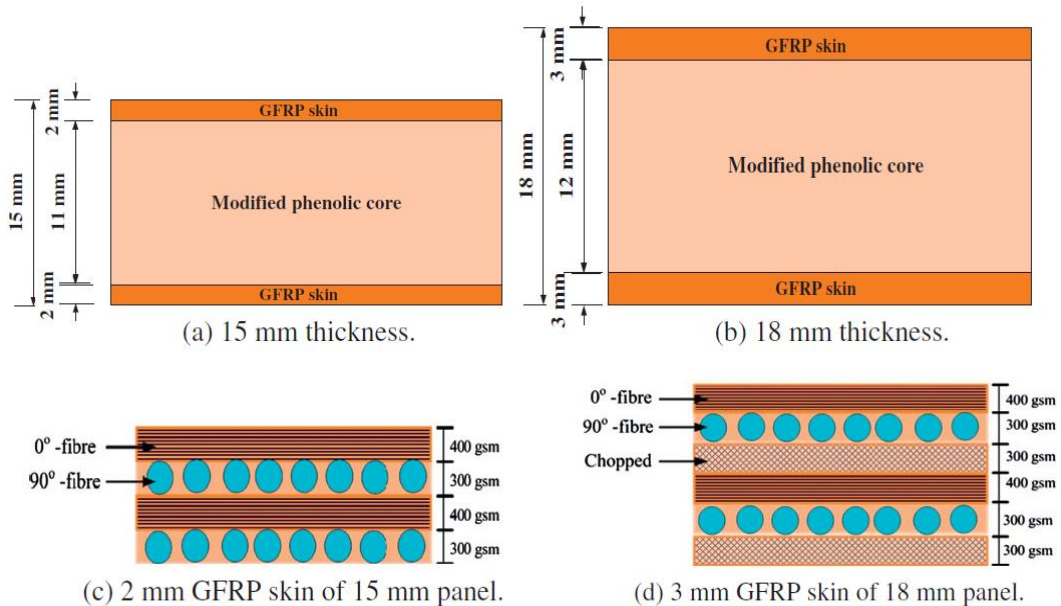 GFRP skin
Modified phenolic core
GFRP skin
15 mm
2 mm
11 mm
2 mm
(a) 15 mm thickness.
GFRP skin
Modified phenolic core
GFRP skin
18 mm
3 mm
12 mm
3 mm
(b) 18 mm thickness.
0° -fibre
90° -fibre
400 gsm
300 gsm
400 gsm
300 gsm
(c) 2 mm GFRP skin of 15 mm panel.
0° -fibre
90° -fibre
Chopped
400 gsm
300 gsm
300 gsm
400 gsm
300 gsm
300 gsm
(d) 3 mm GFRP skin of 18 mm panel.